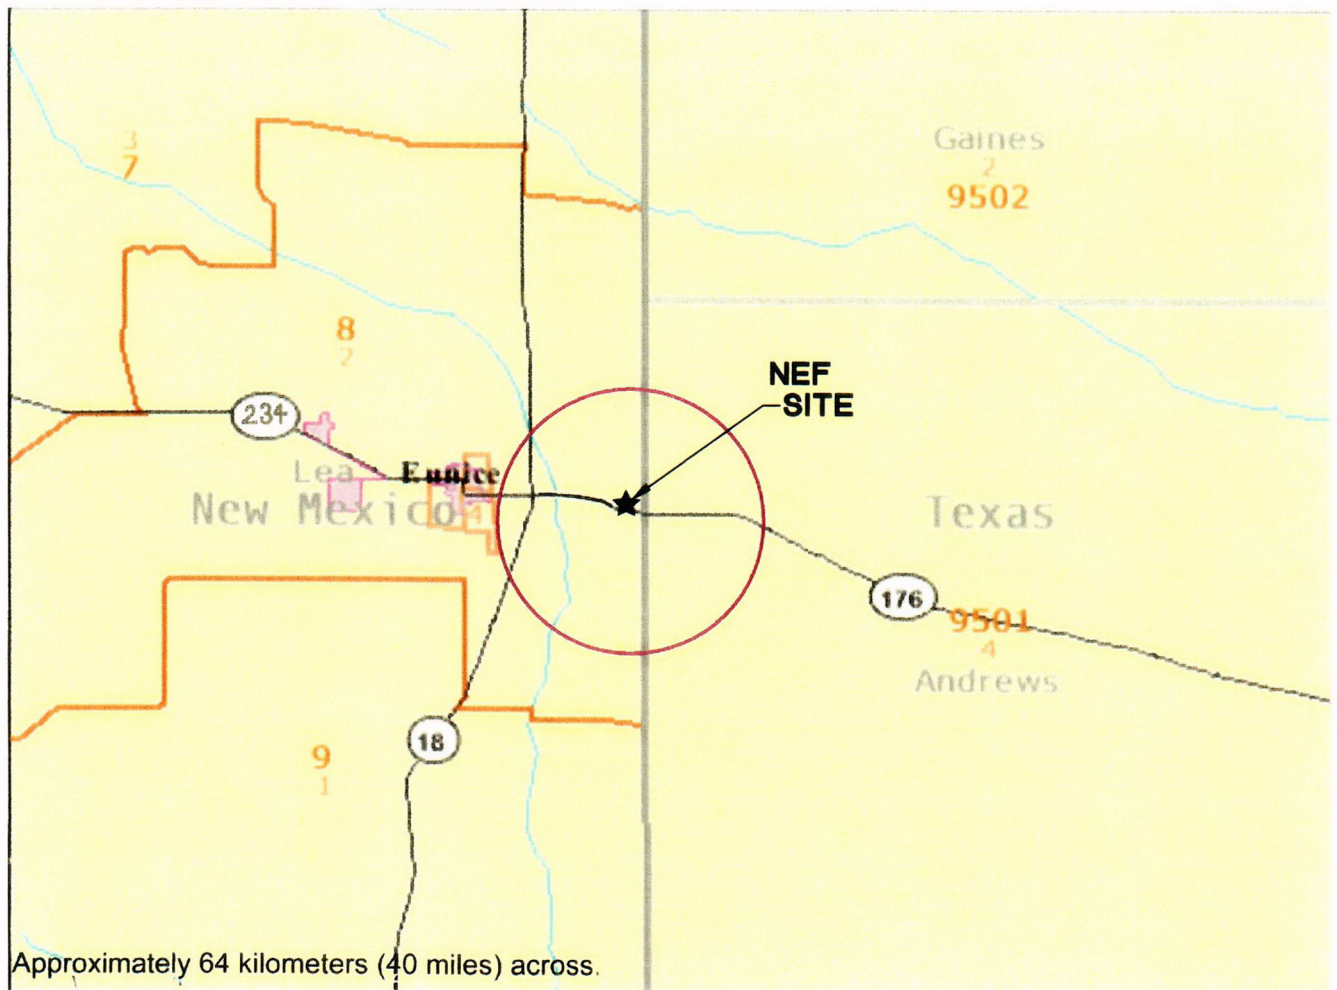 3
7
Gaines
2
9502
8
2
NEF
SITE
234
Lea
Eunice
New Mexico
4
Texas
176
9501
4
Andrews
18
9
1
Approximately 64 kilometers (40 miles) across.